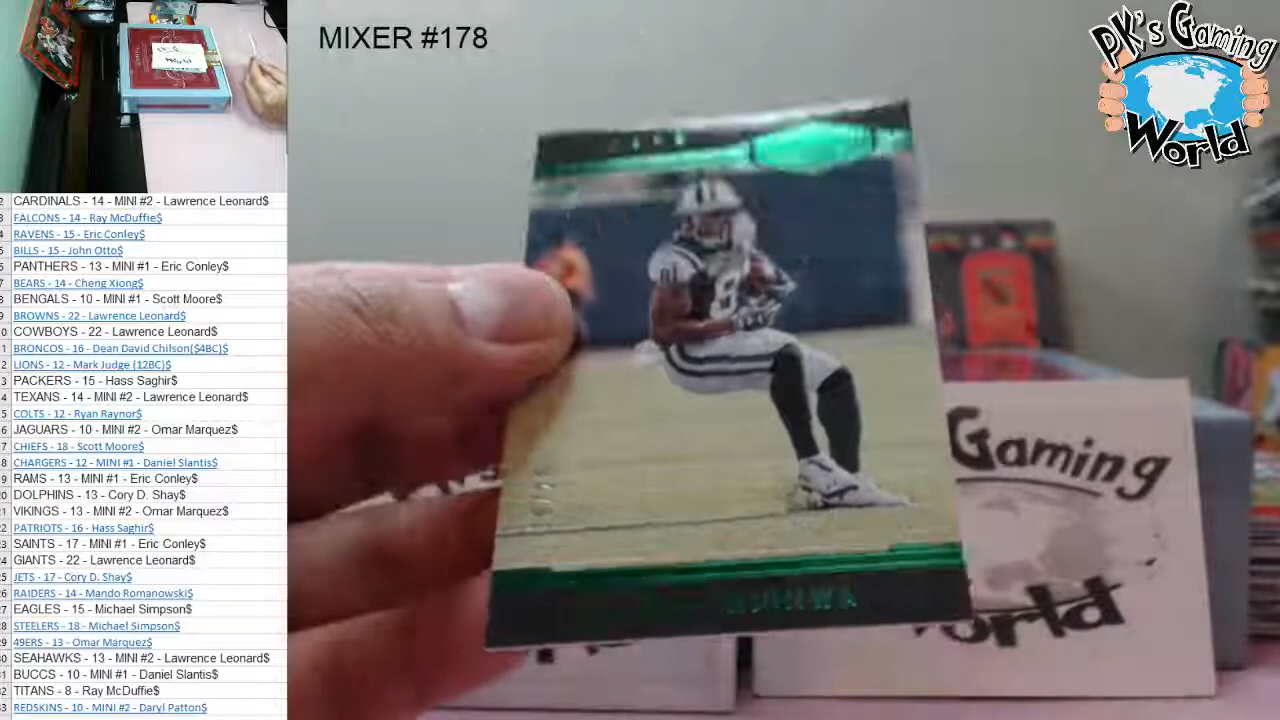 MIXER #178
PK's Gaming
World
CARDINALS - 14 - MINI #2 - Lawrence Leonard$
FALCONS - 14 - Ray McDuffie$
RAVENS - 15 - Eric Conley$
BILLS - 15 - John Otto$
PANTHERS - 13 - MINI #1 - Eric Conley$
BEARS - 14 - Cheng Xiong$
BENGALS - 10 - MINI #1 - Scott Moore$
BROWNS - 22 - Lawrence Leonard$
COWBOYS - 22 - Lawrence Leonard$
BRONCOS - 16 - Dean David Chilson($4BC)$
LIONS - 12 - Mark Judge (12BC)$
PACKERS - 15 - Hass Saghir$
TEXANS - 14 - MINI #2 - Lawrence Leonard$
COLTS - 12 - Ryan Raynor$
JAGUARS - 10 - MINI #2 - Omar Marquez$
CHIEFS - 18 - Scott Moore$
CHARGERS - 12 - MINI #1 - Daniel Slantis$
RAMS - 13 - MINI #1 - Eric Conley$
DOLPHINS - 13 - Cory D. Shay$
VIKINGS - 13 - MINI #2 - Omar Marquez$
PATRIOTS - 16 - Hass Saghir$
SAINTS - 17 - MINI #1 - Eric Conley$
GIANTS - 22 - Lawrence Leonard$
JETS - 17 - Cory D. Shay$
RAIDERS - 14 - Mando Romanowski$
EAGLES - 15 - Michael Simpson$
STEELERS - 18 - Michael Simpson$
49ERS - 13 - Omar Marquez$
SEAHAWKS - 13 - MINI #2 - Lawrence Leonard$
BUCCS - 10 - MINI #1 - Daniel Slantis$
TITANS - 8 - Ray McDuffie$
REDSKINS - 10 - MINI #2 - Daryl Patton$
Gaming
World